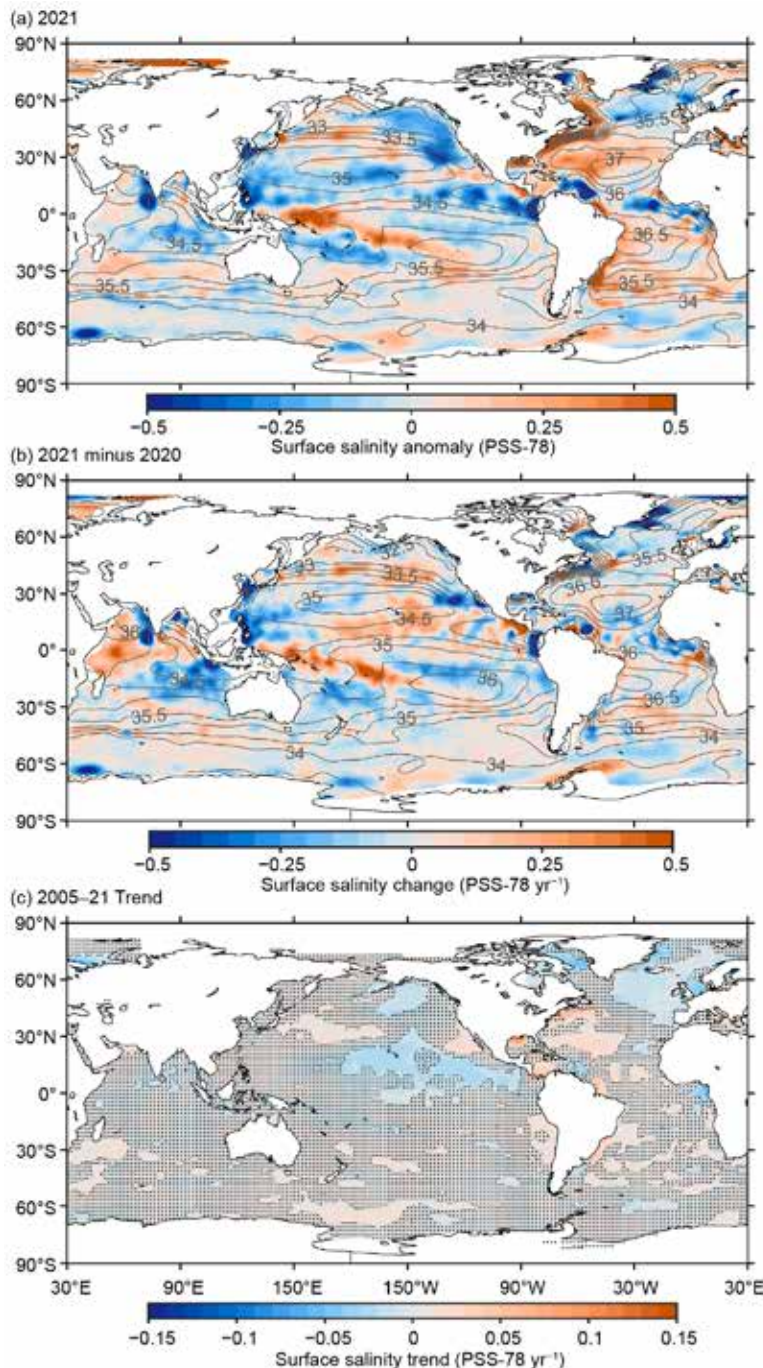 (a) 2021
90°N
60°N
30°N
0°
30°S
60°S
90°S
33
33.5
35
34.5
35.5
34
34.5
35.5
35.5
37
36
36.5
35.5
34
−0.5
−0.25
0
0.25
0.5
Surface salinity anomaly (PSS-78)
(b) 2021 minus 2020
90°N
60°N
30°N
0°
30°S
60°S
90°S
33
33.5
35
34.5
35
35
34
35.5
34
35.5
37
36
36.5
35
34
−0.5
−0.25
0
0.25
0.5
Surface salinity change (PSS-78 yr⁻¹)
(c) 2005–21 Trend
90°N
60°N
30°N
0°
30°S
60°S
90°S
30°E 90°E 150°E 150°W 90°W 30°W 30°E
−0.15 −0.1 −0.05 0 0.05 0.1 0.15
Surface salinity trend (PSS-78 yr⁻¹)